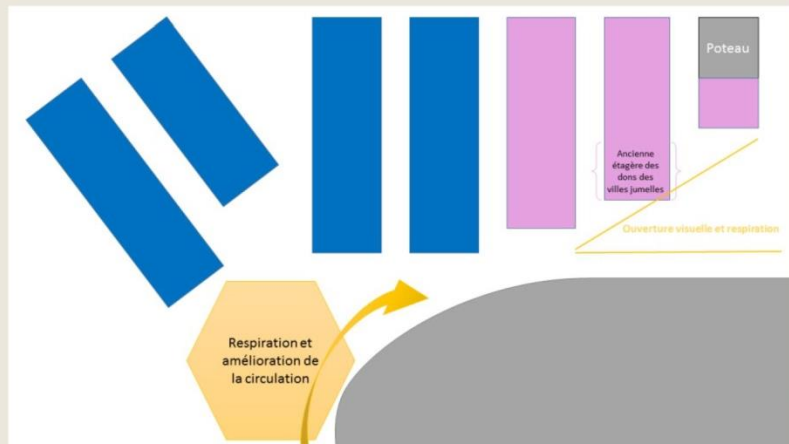 Poteau
Ancienne
étagère des
dons des
villes jumelles
Ouverture visuelle et respiration
Respiration et
amélioration de
la circulation